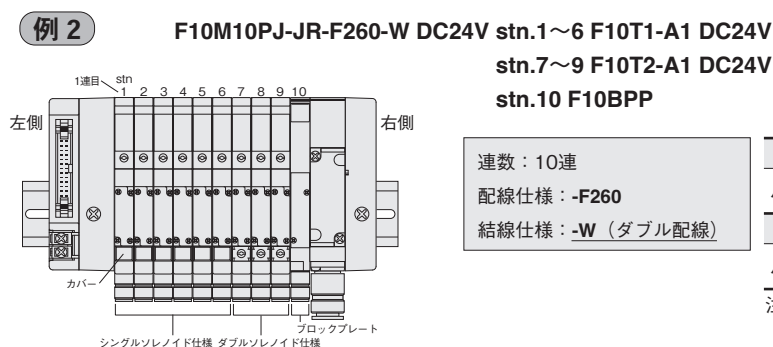 例2
F10M10PJ-JR-F260-W DC24V stn.1～6 F10T1-A1 DC24V
stn.7～9 F10T2-A1 DC24V
stn.10 F10BPP
1連目 stn
1 2 3 4 5 6 7 8 9 10
左側
右側
カバー
シングルソレノイド仕様 ダブルソレノイド仕様
ブロックプレート
連数：10連
配線仕様：-F260
結線仕様：-W（ダブル配線）